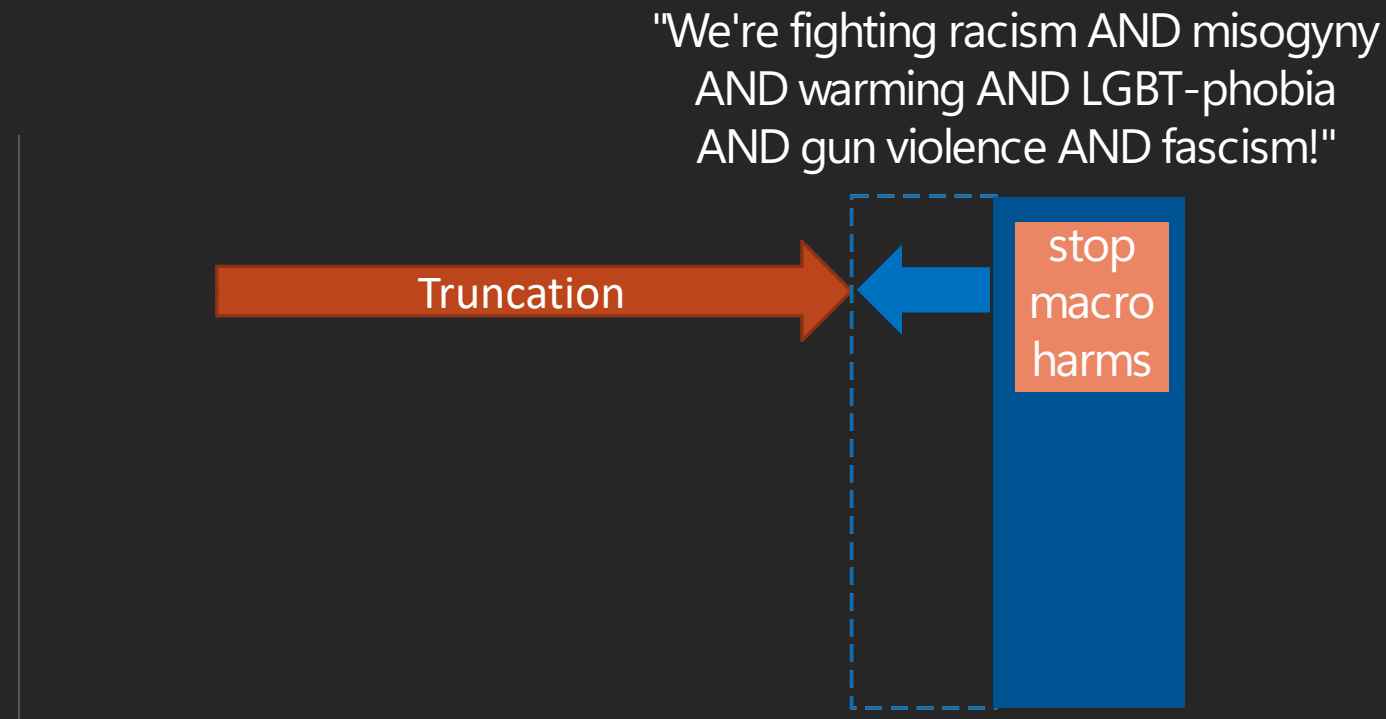 "We're fighting racism AND misogyny
AND warming AND LGBT-phobia
AND gun violence AND fascism!"
Truncation
stop
macro
harms